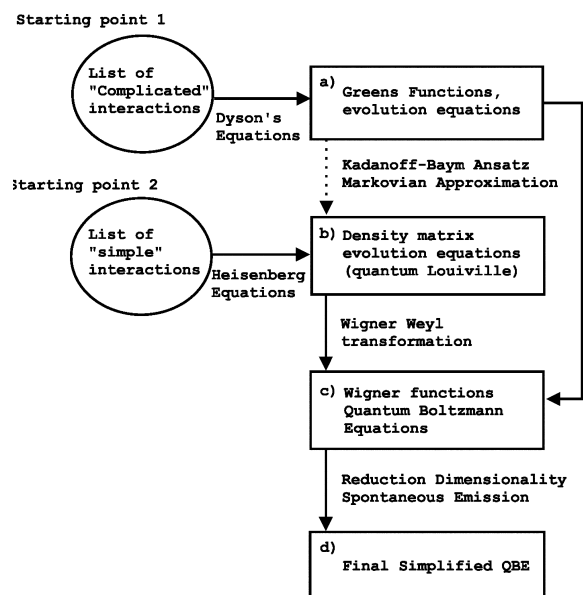 Starting point 1
List of
"Complicated"
interactions
Dyson's
Equations
a)
Greens Functions,
evolution equations
Kadanoff-Baym Ansatz
Markovian Approximation
Starting point 2
List of
"simple"
interactions
Heisenberg
Equations
b)
Density matrix
evolution equations
(quantum Louiville)
Wigner Weyl
transformation
c)
Wigner functions
Quantum Boltzmann
Equations
Reduction Dimensionality
Spontaneous Emission
d)
Final Simplified QBE